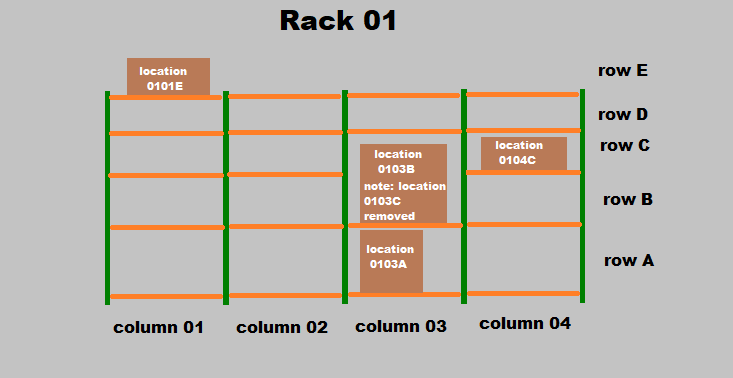 Rack 01
location
0101E
row E
row D
location
0104C
row C
location
0103B
note: location
0103C
removed
row B
location
0103A
row A
column 01
column 02
column 03
column 04